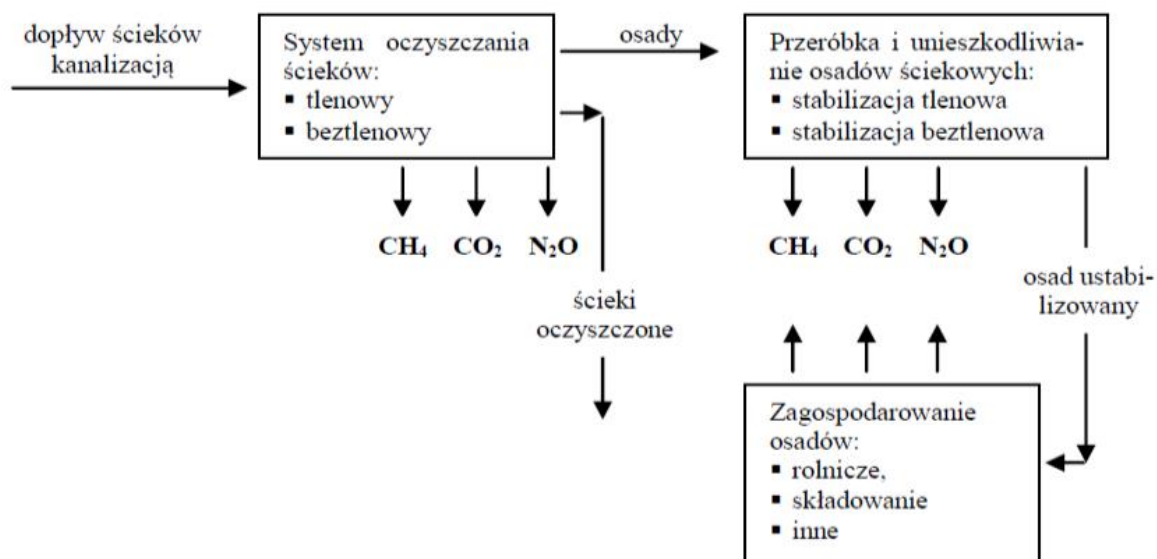 dopływ ścieków
kanalizacją
System oczyszczania
ścieków:
▪ tlenowy
▪ beztlenowy
osady
Przeróbka i unieszkodliwia-
nie osadów ściekowych:
▪ stabilizacja tlenowa
▪ stabilizacja beztlenowa
CH₄ CO₂ N₂O
ścieki
oczyszczone
CH₄ CO₂ N₂O
osad ustabi-
lizowany
Zagospodarowanie
osadów:
▪ rolnicze,
▪ składowanie
▪ inne